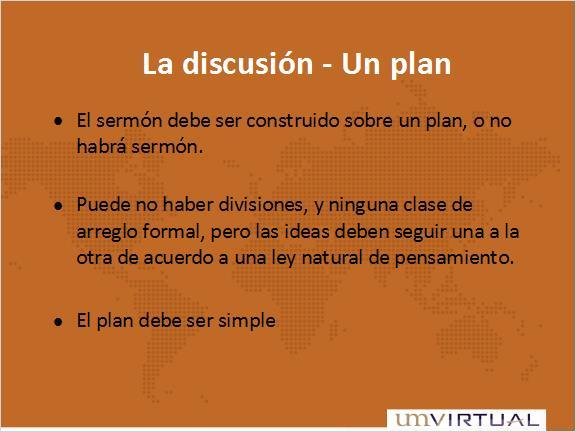 La discusión - Un plan
• El sermón debe ser construido sobre un plan, o no
habrá sermón.
• Puede no haber divisiones, y ninguna clase de
arreglo formal, pero las ideas deben seguir una a la
otra de acuerdo a una ley natural de pensamiento.
• El plan debe ser simple
umVIRTUAL